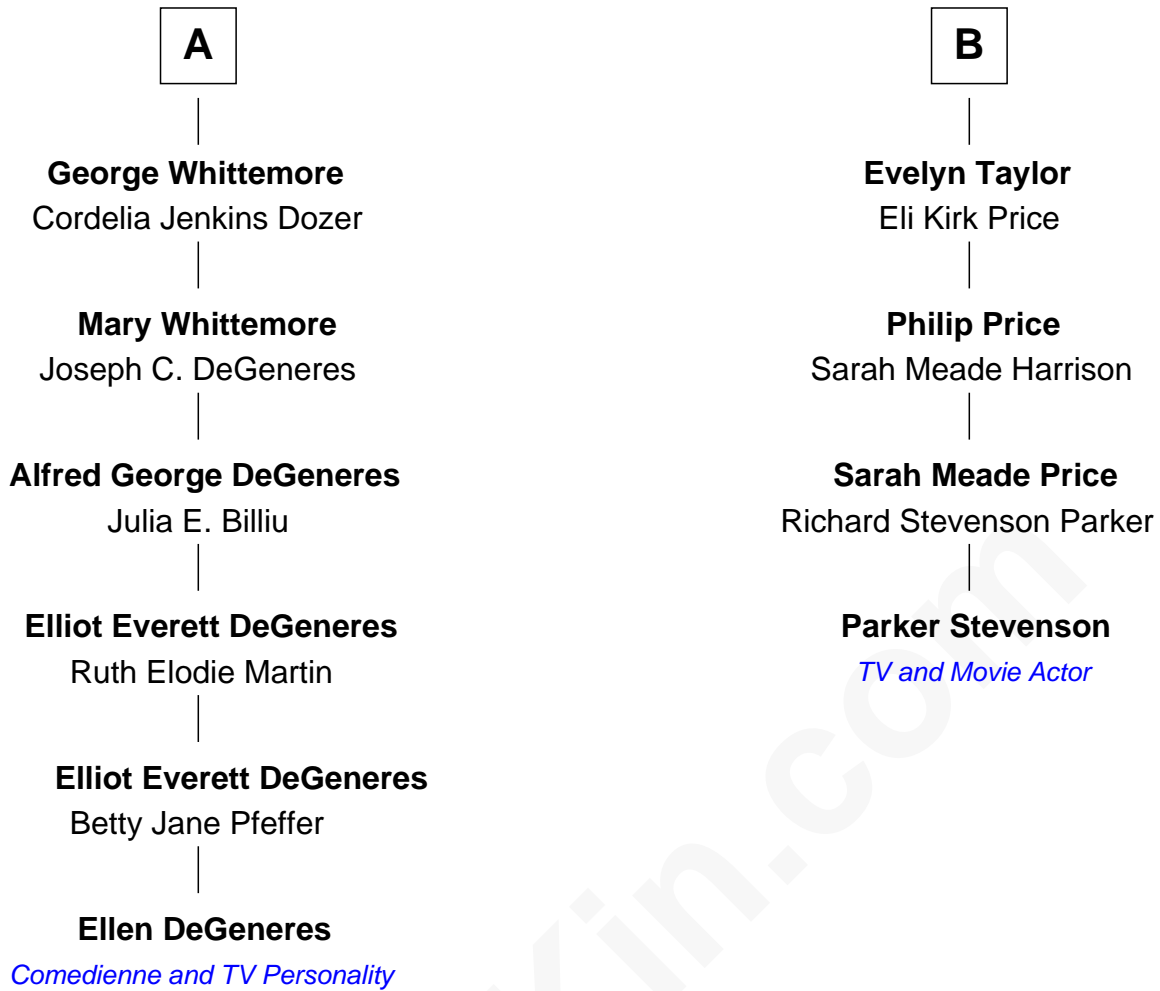 A
George Whittemore
Cordelia Jenkins Dozer
Mary Whittemore
Joseph C. DeGeneres
Alfred George DeGeneres
Julia E. Billiu
Elliot Everett DeGeneres
Ruth Elodie Martin
Elliot Everett DeGeneres
Betty Jane Pfeffer
Ellen DeGeneres
Comedienne and TV Personality
B
Evelyn Taylor
Eli Kirk Price
Philip Price
Sarah Meade Harrison
Sarah Meade Price
Richard Stevenson Parker
Parker Stevenson
TV and Movie Actor